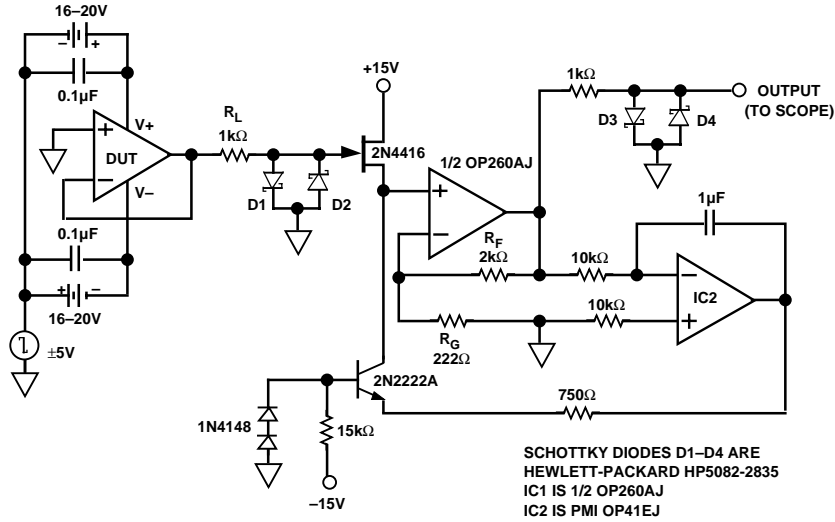 16–20V
– +
0.1µF
V+
+
–
DUT
V–
0.1µF
+ –
16–20V
±5V
RL
1kΩ
D1
D2
+15V
2N4416
1/2 OP260AJ
+
–
1kΩ
D3
D4
OUTPUT
(TO SCOPE)
1µF
RF
2kΩ
10kΩ
–
IC2
+
10kΩ
RG
222Ω
2N2222A
750Ω
1N4148
15kΩ
–15V
SCHOTTKY DIODES D1–D4 ARE
HEWLETT-PACKARD HP5082-2835
IC1 IS 1/2 OP260AJ
IC2 IS PMI OP41EJ